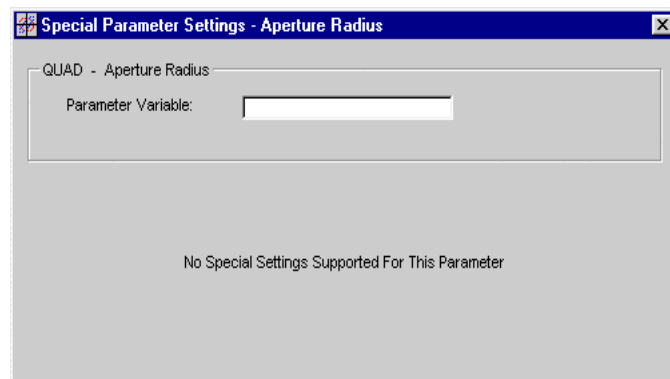 Special Parameter Settings - Aperture Radius
QUAD - Aperture Radius
Parameter Variable:
No Special Settings Supported For This Parameter